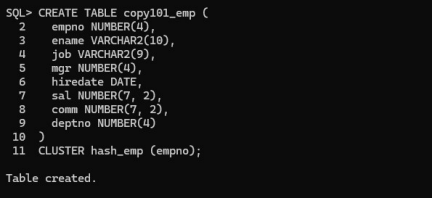 SQL> CREATE TABLE copy101_emp (
  2    empno NUMBER(4),
  3    ename VARCHAR2(10),
  4    job VARCHAR2(9),
  5    mgr NUMBER(4),
  6    hiredate DATE,
  7    sal NUMBER(7, 2),
  8    comm NUMBER(7, 2),
  9    deptno NUMBER(4)
 10  )
 11  CLUSTER hash_emp (empno);
Table created.